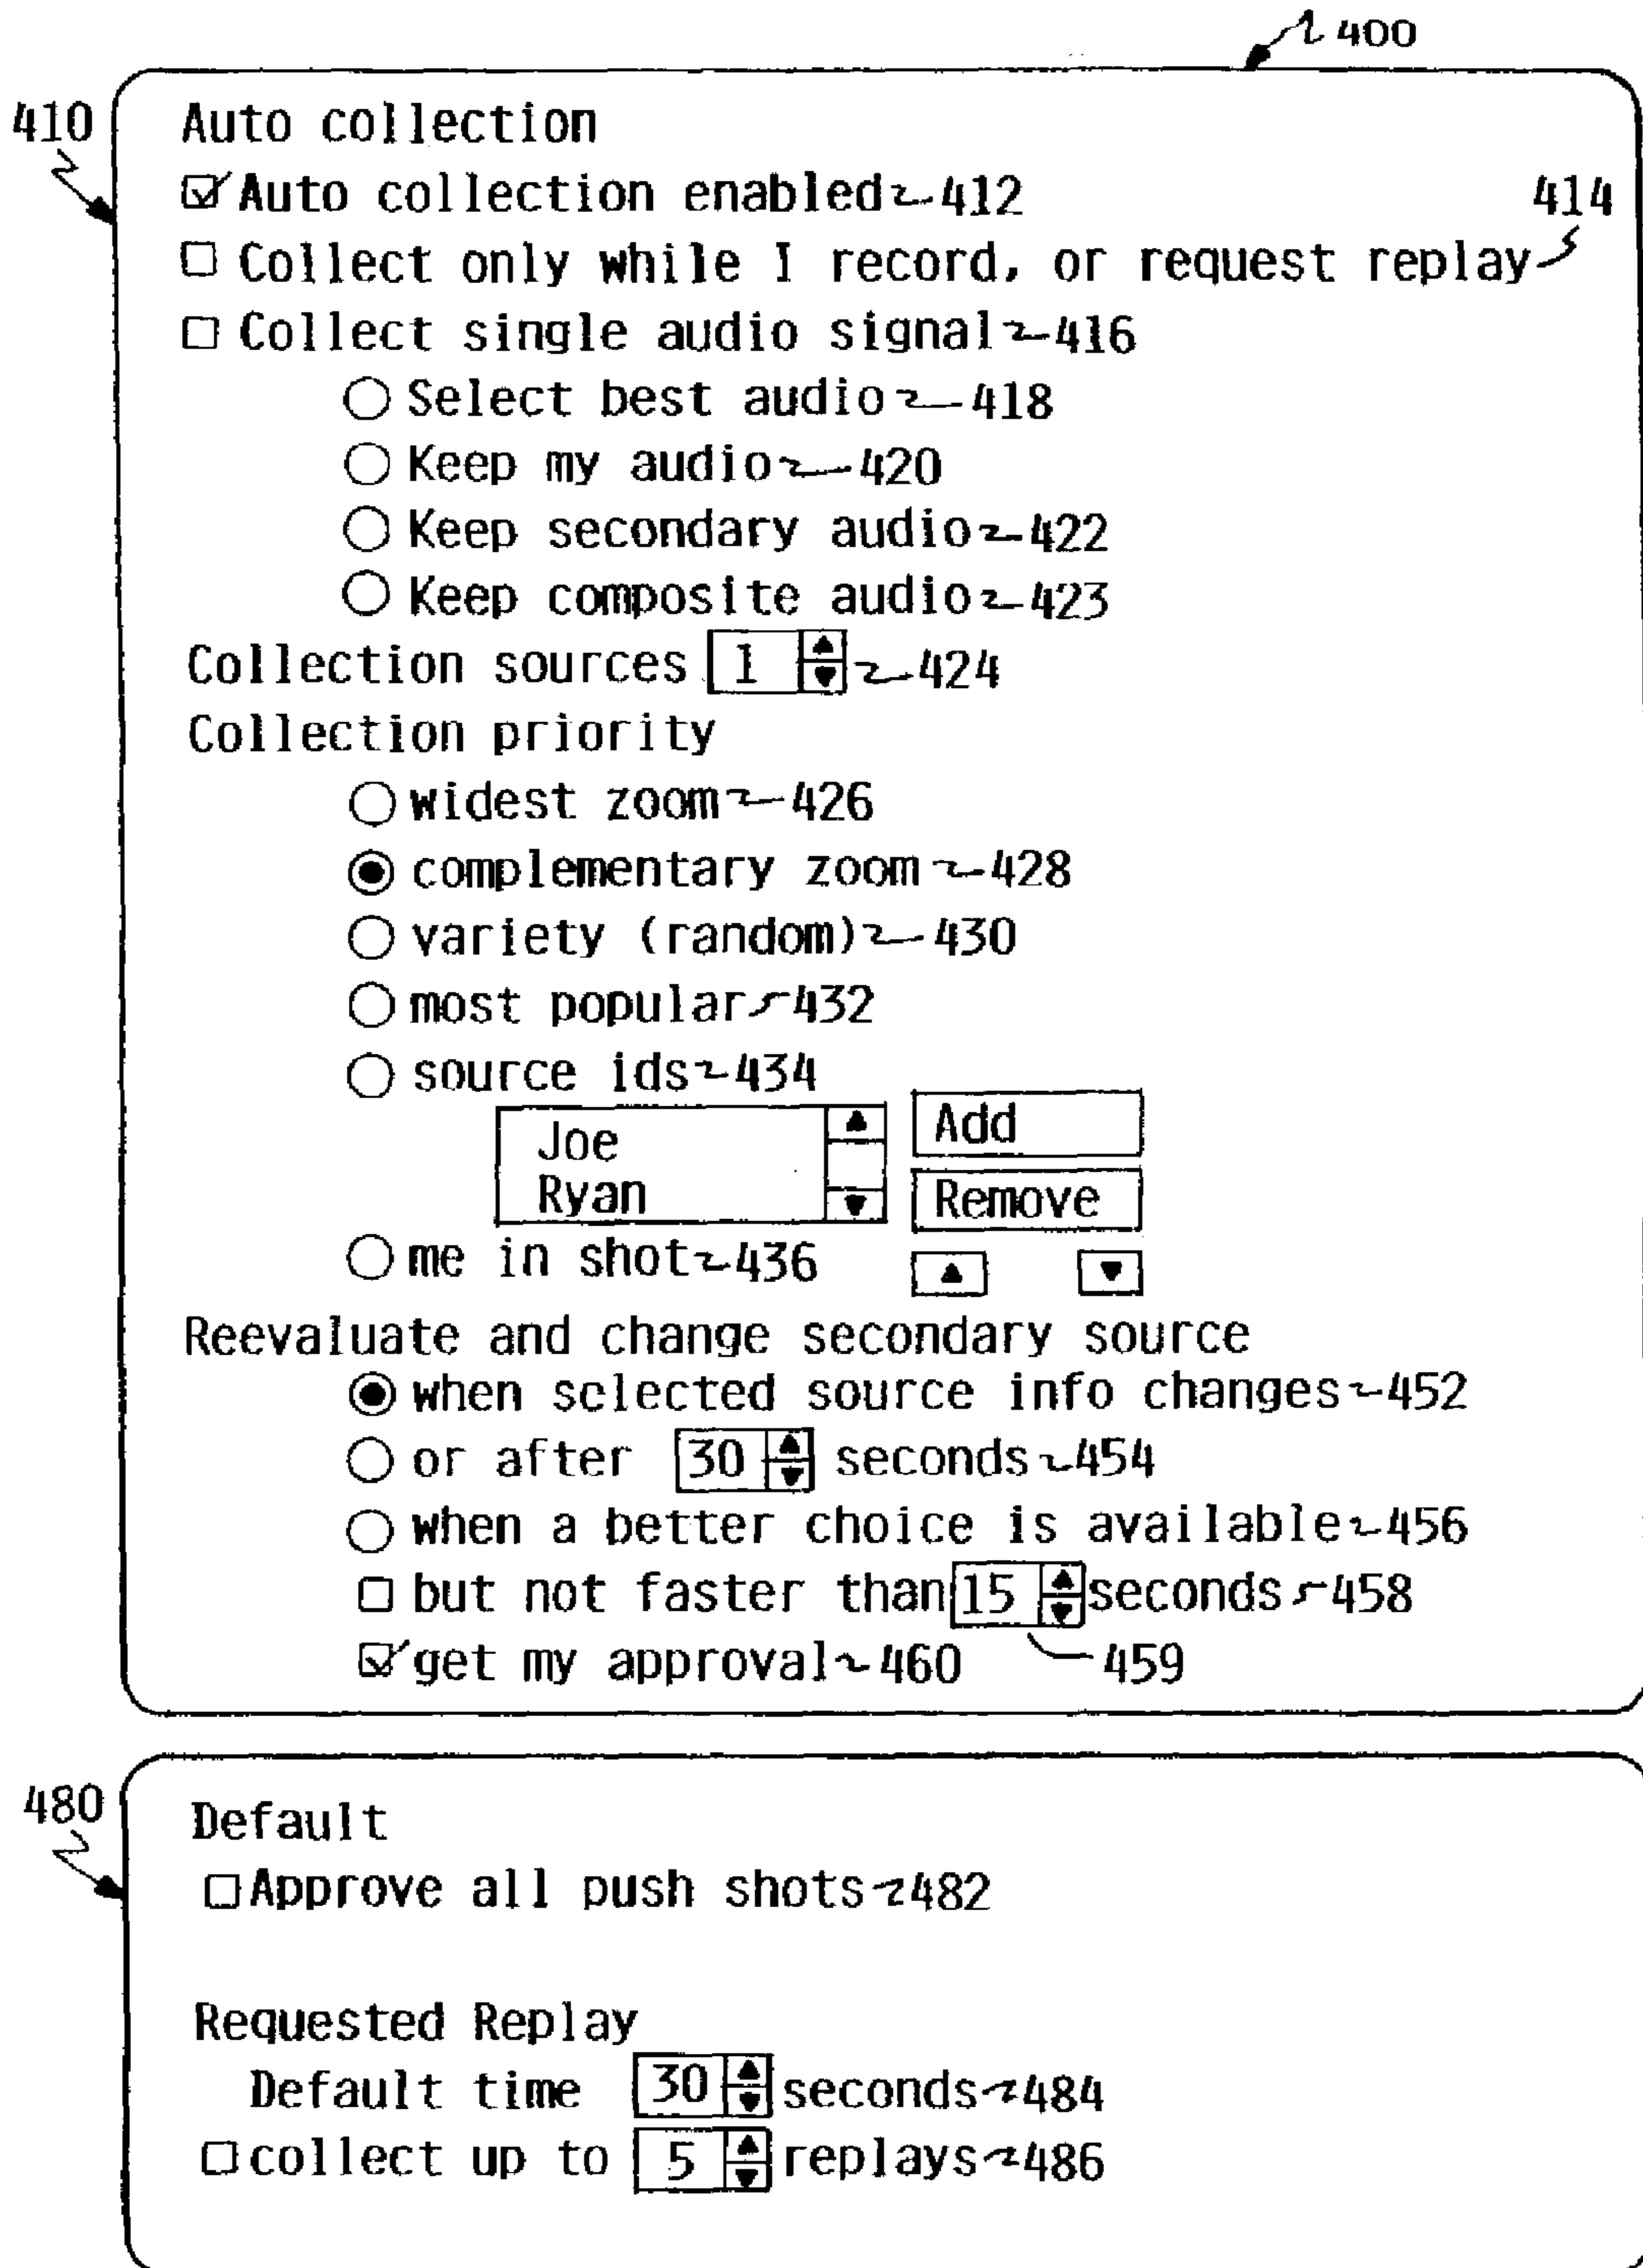 400
410
Auto collection
Auto collection enabled 412
414
Collect only while I record, or request replay
Collect single audio signal 416
Select best audio 418
Keep my audio 420
Keep secondary audio 422
Keep composite audio 423
Collection sources 1 424
Collection priority
widest zoom 426
complementary zoom 428
variety (random) 430
most popular 432
source ids 434
Joe
Ryan
Add
Remove
me in shot 436
Reevaluate and change secondary source
when selected source info changes 452
or after 30 seconds 454
when a better choice is available 456
but not faster than 15 seconds 458
get my approval 460
459
480
Default
Approve all push shots 482
Requested Replay
Default time 30 seconds 484
collect up to 5 replays 486